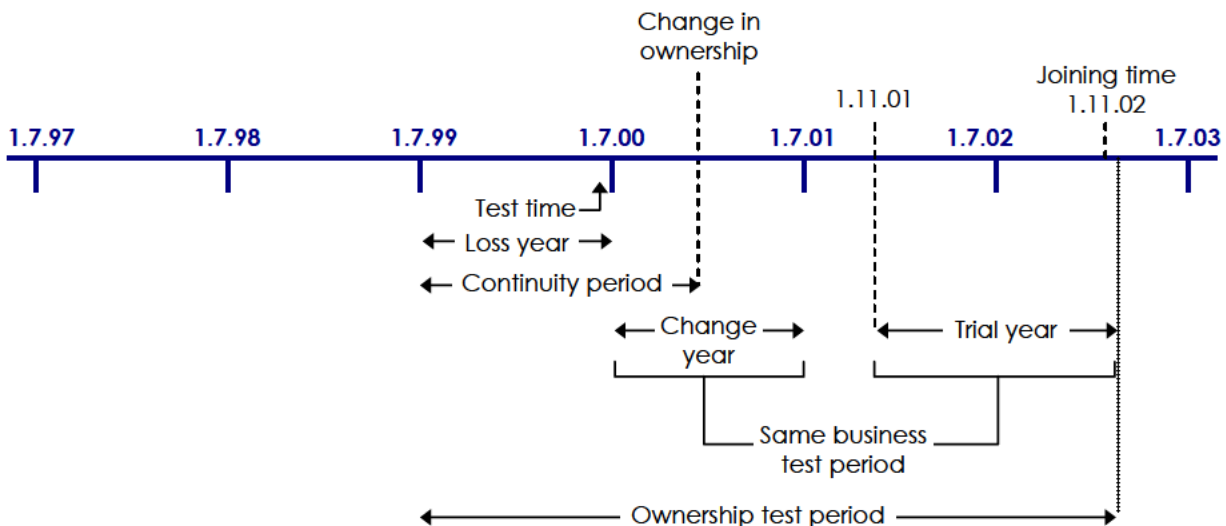 Change in
ownership
Joining time
1.11.01
1.11.02
1.7.97
1.7.98
1.7.99
1.7.00
1.7.01
1.7.02
1.7.03
Test time
Loss year
Continuity period
Change
year
Trial year
Same business
test period
Ownership test period